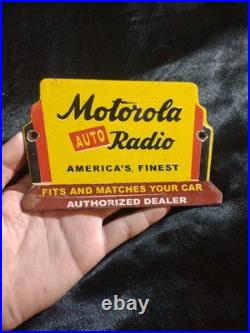 Motorola
AUTO Radio
AMERICA'S FINEST
FITS AND MATCHES YOUR CAR
AUTHORIZED DEALER